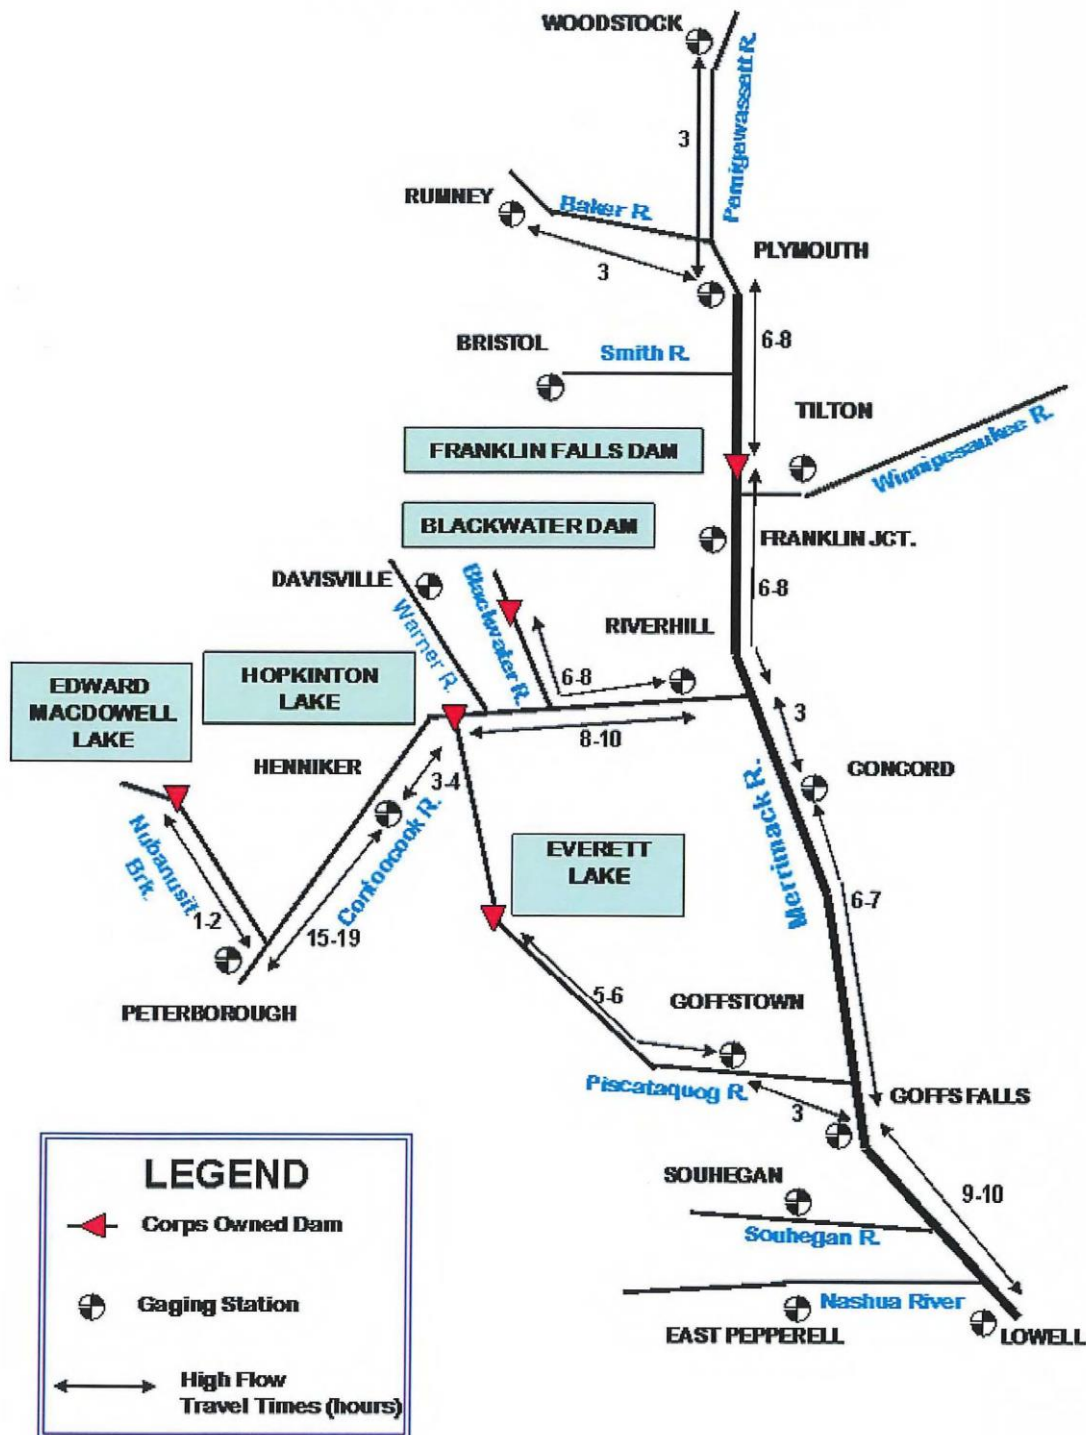 WOODSTOCK
Pemigewassett R.
3
RUMNEY
Baker R.
3
PLYMOUTH
6-8
BRISTOL
Smith R.
TILTON
Winnipesaukee R.
FRANKLIN FALLS DAM
BLACKWATER DAM
FRANKLIN JCT.
6-8
DAVISVILLE
Warner R.
Blackwater R.
RIVERHILL
6-8
EDWARD
MACDOWELL
LAKE
HOPKINTON
LAKE
8-10
3
HENNIKER
3-4
CONCORD
Merrimack R.
Nubanusit
Brk.
1-2
Contoocook R.
15-19
EVERETT
LAKE
6-7
PETERBOROUGH
5-6
GOFFSTOWN
Piscataquog R.
3
GOFFS FALLS
9-10
SOUHEGAN
Souhegan R.
Nashua River
EAST PEPPERELL
LOWELL
LEGEND
Corps Owned Dam
Gaging Station
High Flow
Travel Times (hours)